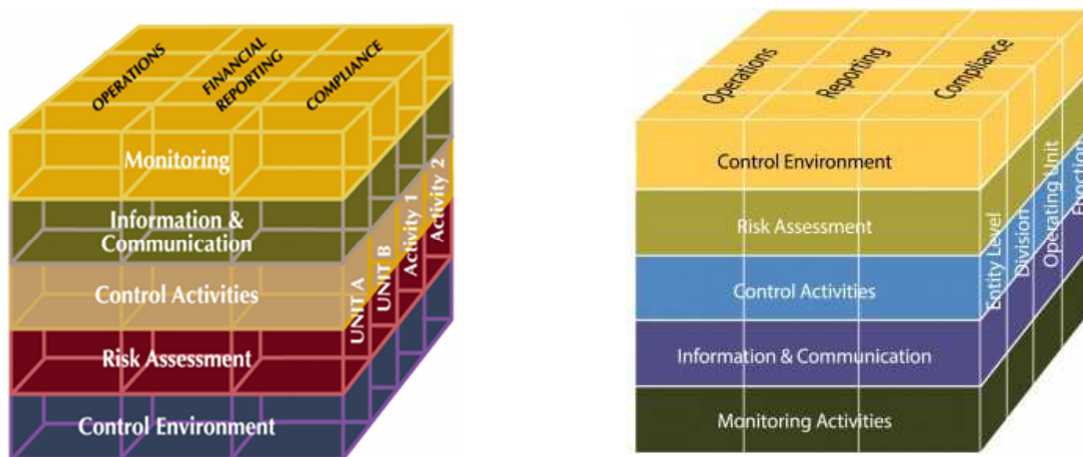 OPERATIONS
FINANCIAL
REPORTING
COMPLIANCE
Monitoring
Information &
Communication
Control Activities
Risk Assessment
Control Environment
UNIT A
UNIT B
Activity 1
Activity 2
Operations
Reporting
Compliance
Control Environment
Risk Assessment
Control Activities
Information & Communication
Monitoring Activities
Entity Level
Division
Operating Unit
Function